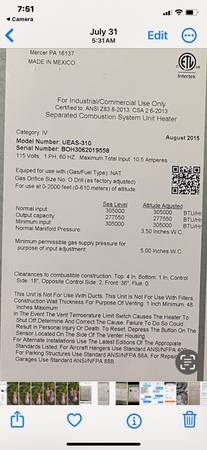 7:51
Camera
July 31
5:31 AM
Edit
Mercer PA 16137
MADE IN MEXICO
ETL
Intertek
For Industrial/Commercial Use Only
Certified to: ANSI Z83.8-2013, CSA 2.6-2013
Separated Combustion System Unit Heater
Category: IV
August 2015
Model Number: UEAS-310
Serial Number: BOH3082019558
115 Volts 1 PH, 60 HZ. Maximum Total Input 10.5 Amperes
Equiped for use with (Gas/Fuel Type): NAT
Gas Orifice Size No. O Drill (as factory adjusted)
For use at 0-2000 feet (0-610 meters) of altitude
Sea Level Altitude Adjusted
Normal input: 305000 305000 BTU/Hr
Output capacity 277550 277550 BTU/Hr
Minimum input: 305000 305000 BTU/Hr
Normal Manifold Pressure: 3.50 Inches W.C.
Minimum permissible gas supply pressure for
purpose of input adjustment: 5.00 Inches W.C.
Clearances to combustible construction: Top: 4 in. Bottom: 1 in. Control
Side: 18", Opposite Control Side: 2, Front: 36", Flue: 0
This Unit Is Not For Use With Ducts. This Unit Is Not For Use With Filters
Construction Wall Thickness For Purpose Of Venting: 1 Inch Minimum, 48
Inches Maximum
In The Event The Vent Temperature Limit Switch Causes The Heater To
Shut Off Determine And Correct The Cause. Failure To Do So Could
Result in Personal Injury Or Death. To Reset, Depress The Button On The
Sensor Located On The Side Of The Venter Housing
For Alternate Installations Use The Latest Editions Of The Appropiate
Standards Listed: For Aircraft Hangers Use Standard ANSI/NFPA 409
For Parking Structures Use Standard ANSI/NFPA 88A, For Repair
Garages Use Standard ANSI/NFPA 88B